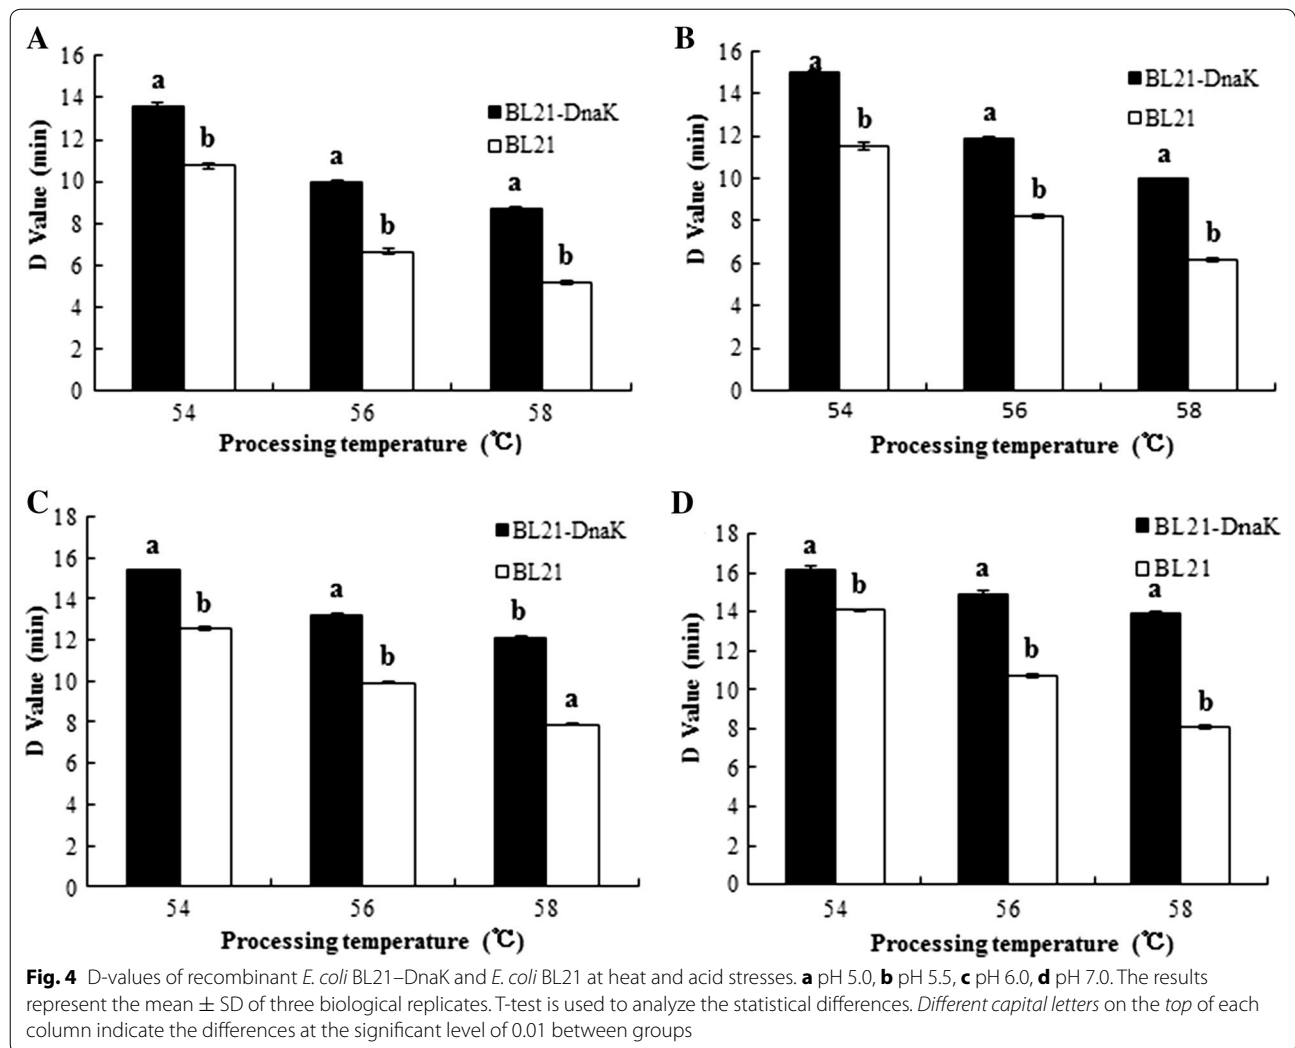 A
16
14
12
10
8
6
4
2
0
D Value (min)
a
b
a
b
a
b
BL21-DnaK
BL21
54 56 58
Processing temperature (℃)
B
16
14
12
10
8
6
4
2
0
D Value (min)
a
b
a
b
a
b
BL21-DnaK
BL21
54 56 58
Processing temperature (℃)
C
18
16
14
12
10
8
6
4
2
0
D Value (min)
a
b
a
b
b
a
BL21-DnaK
BL21
54 56 58
Processing temperature (℃)
D
18
16
14
12
10
8
6
4
2
0
D Value (min)
a
b
a
b
a
b
BL21-DnaK
BL21
54 56 58
Processing temperature (℃)
Fig. 4 D-values of recombinant E. coli BL21–DnaK and E. coli BL21 at heat and acid stresses. a pH 5.0, b pH 5.5, c pH 6.0, d pH 7.0. The results
represent the mean ± SD of three biological replicates. T-test is used to analyze the statistical differences. Different capital letters on the top of each
column indicate the differences at the significant level of 0.01 between groups